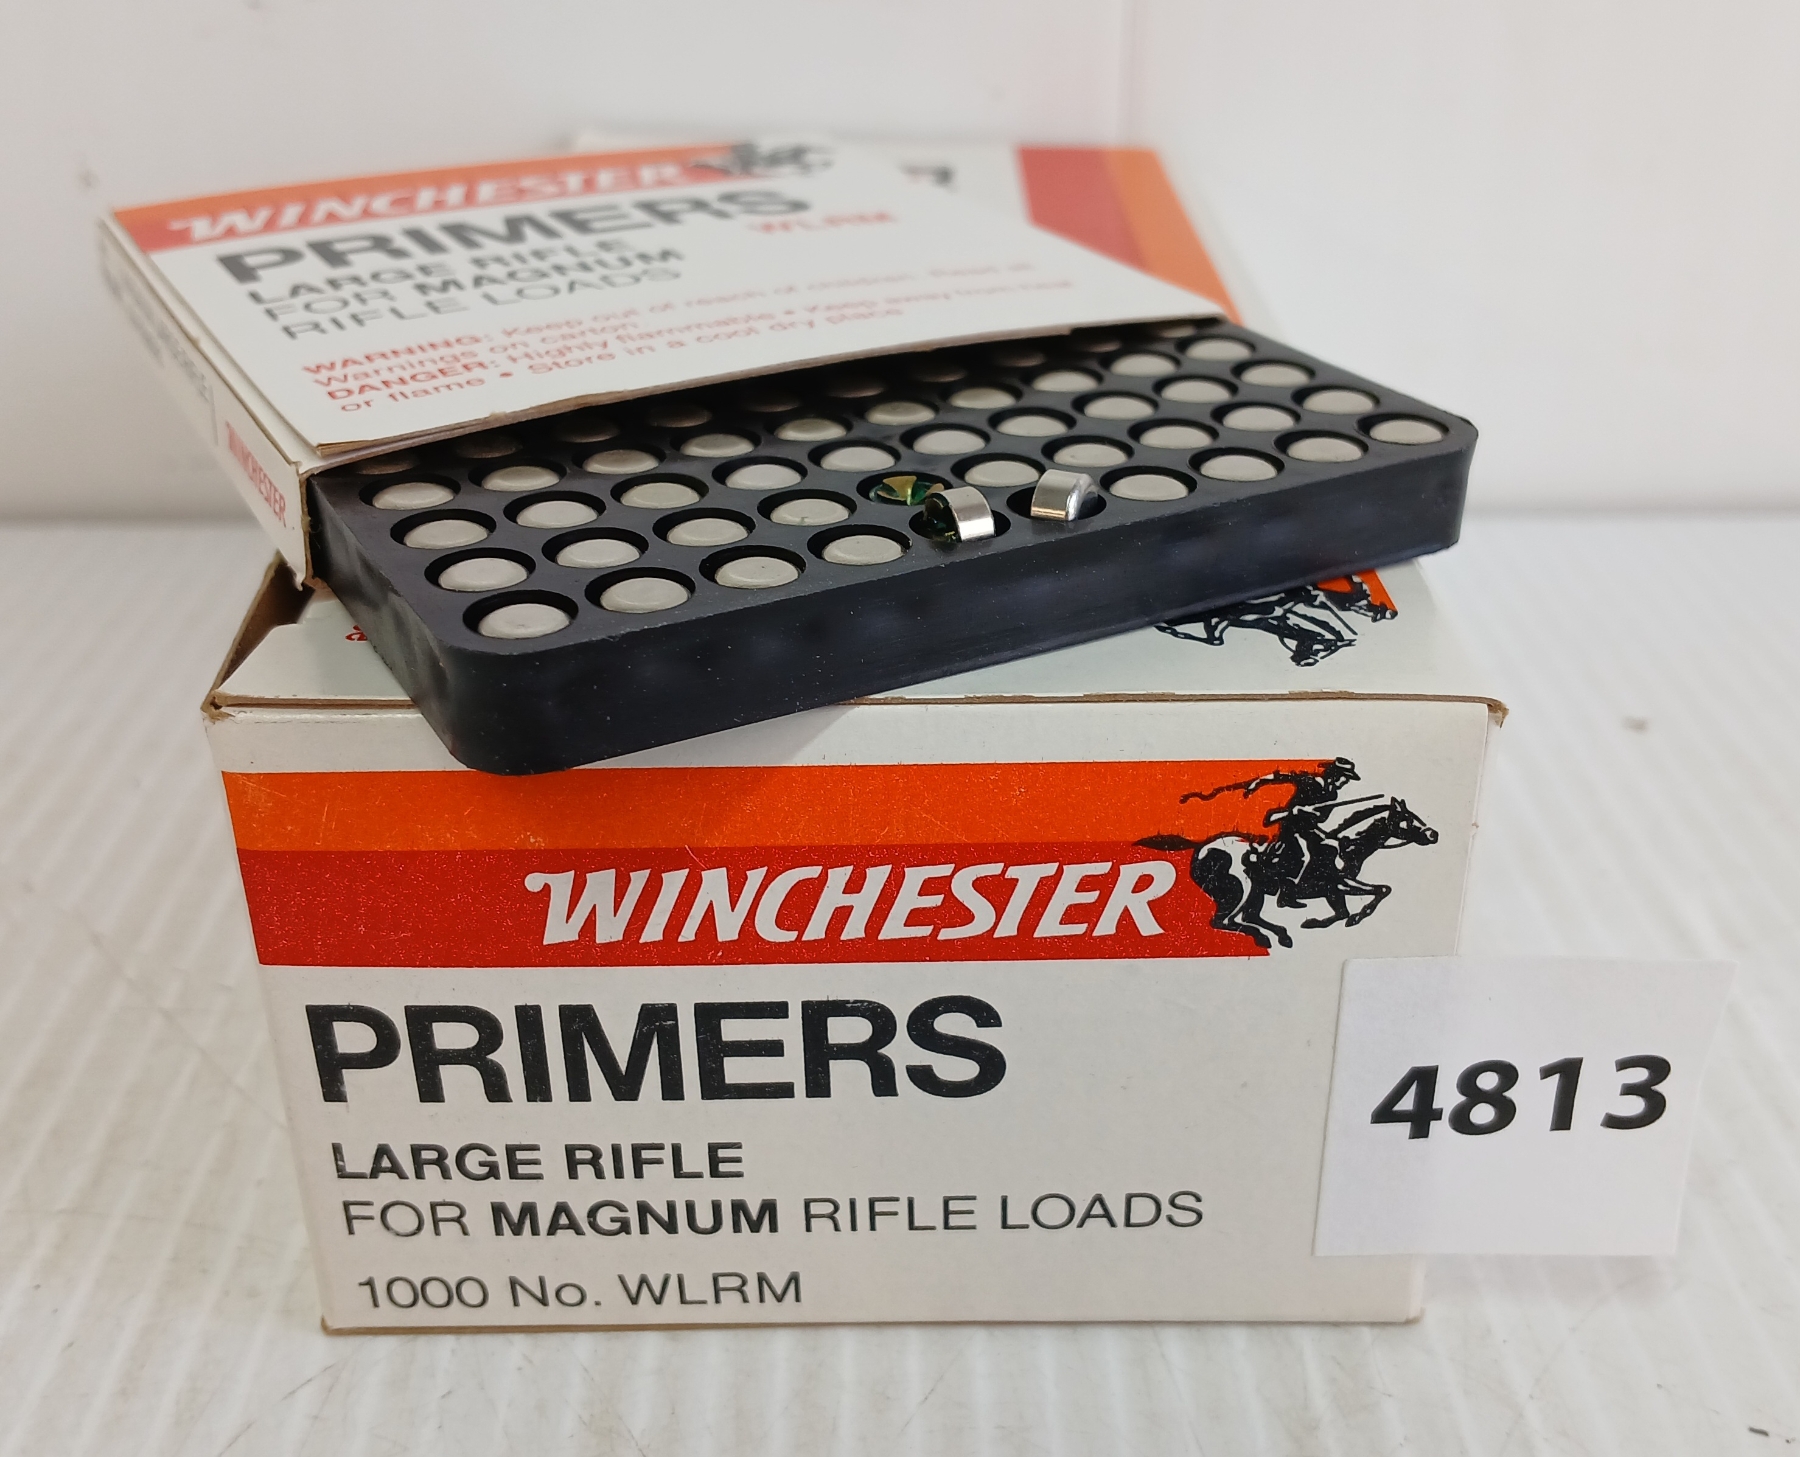 WINCHESTER
PRIMERS
WLRM
LARGE RIFLE
FOR MAGNUM
RIFLE LOADS
WARNING: Keep out of reach of children. Read all
Warnings on carton
DANGER: Highly flammable • Keep away from heat
or flame • Store in a cool dry place
WINCHESTER
WINCHESTER
PRIMERS
LARGE RIFLE
FOR MAGNUM RIFLE LOADS
1000 No. WLRM
4813